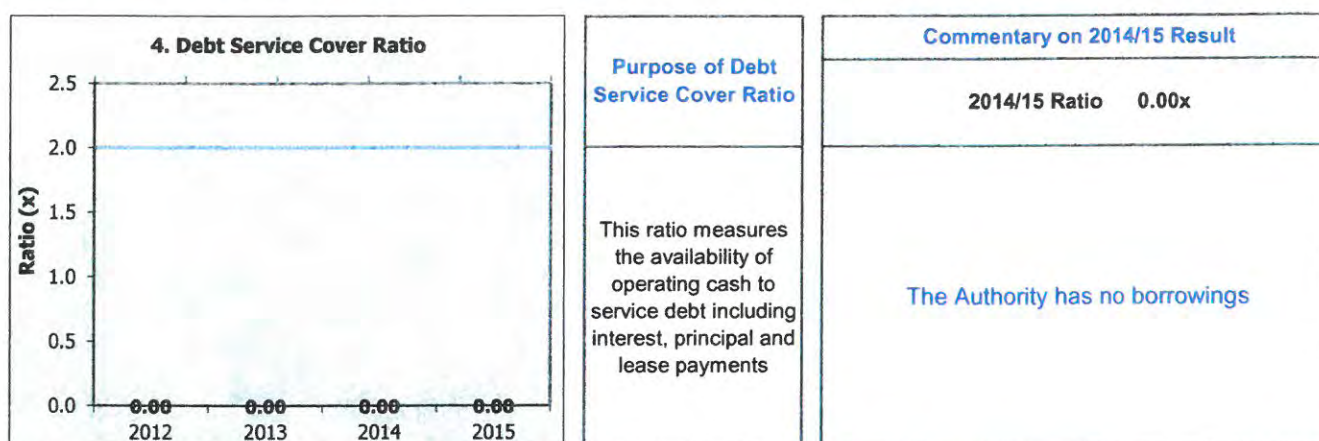 4. Debt Service Cover Ratio
2.5
2.0
1.5
1.0
0.5
0.0
Ratio (x)
0.00 0.00 0.00 0.00
2012 2013 2014 2015
Purpose of Debt
Service Cover Ratio
This ratio measures
the availability of
operating cash to
service debt including
interest, principal and
lease payments
Commentary on 2014/15 Result
2014/15 Ratio 0.00x
The Authority has no borrowings